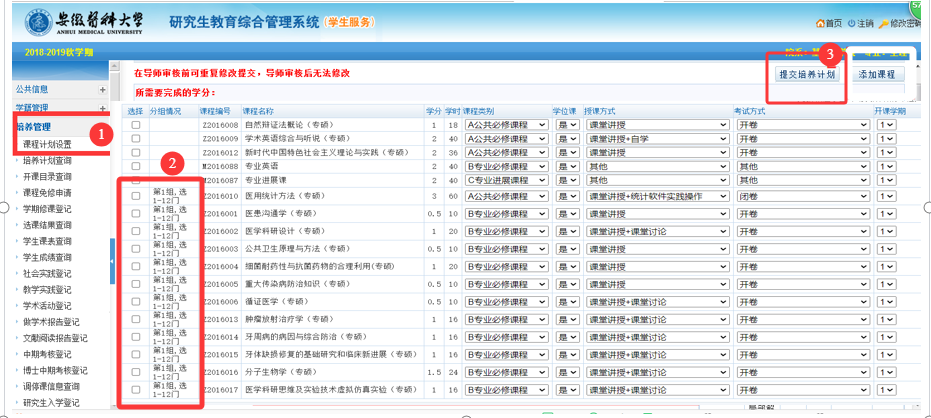 安徽医科大学
ANHUI MEDICAL UNIVERSITY
研究生教育综合管理系统（学生服务）
首页 注销 修改密码
2018-2019秋学期
3
在导师审核前可重复修改提交，导师审核后无法修改
提交培养计划 添加课程
所需要完成的学分：
公共信息
学籍管理
培养管理
1
课程计划设置
培养计划查询
开课目录查询
课程免修申请
学期修课登记
选课结果查询
学生课表查询
学生成绩查询
社会实践登记
教学实践登记
学术活动登记
做学术报告登记
文献阅读报告登记
中期考核登记
博士中期考核登记
调停课信息查询
研究生入学登记
2
选择 分组情况 课程编号 课程名称 学分 学时 课程类别 学位课 授课方式 考试方式 开课学期
Z2016008 自然辩证法概论（专硕） 1 18 A公共必修课程 是 课堂讲授 开卷 1
Z2016009 学术英语综合与听说（专硕） 2 40 A公共必修课程 是 课堂讲授+自学 开卷 1
Z2016012 新时代中国特色社会主义理论与实践（专硕） 2 36 A公共必修课程 是 课堂讲授 开卷 1
M2016088 专业英语 2 40 B专业必修课程 是 其他 其他 1
M2016087 专业进展课 2 40 C专业进展课程 是 其他 其他 1
第1组,选1-12门 Z2016010 医用统计方法（专硕） 3 60 A公共必修课程 是 课堂讲授+统计软件实践操作 闭卷 1
第1组,选1-12门 Z2016001 医患沟通学（专硕） 0.5 10 B专业必修课程 是 课堂讲授 开卷 1
第1组,选1-12门 Z2016002 医学科研设计（专硕） 1 20 B专业必修课程 是 课堂讲授+课堂讨论 开卷 1
第1组,选1-12门 Z2016003 公共卫生原理与方法（专硕） 0.5 10 B专业必修课程 是 课堂讲授 开卷 1
第1组,选1-12门 Z2016004 细菌耐药性与抗菌药物的合理利用(专硕) 1 20 B专业必修课程 是 课堂讲授 开卷 1
第1组,选1-12门 Z2016005 重大传染病防治知识（专硕） 0.5 10 B专业必修课程 是 课堂讲授 开卷 1
第1组,选1-12门 Z2016006 循证医学（专硕） 0.5 10 B专业必修课程 是 课堂讲授+课堂讨论 开卷 1
第1组,选1-12门 Z2016013 肿瘤放射治疗学（专硕） 1 16 B专业必修课程 是 课堂讲授+课堂讨论 开卷 1
第1组,选1-12门 Z2016014 牙周病的病因与综合防治（专硕） 1 16 B专业必修课程 是 课堂讲授+课堂讨论 开卷 1
第1组,选1-12门 Z2016015 牙体缺损修复的基础研究和临床新进展（专硕） 1 16 B专业必修课程 是 课堂讲授+课堂讨论 开卷 1
第1组,选1-12门 Z2016016 分子生物学（专硕） 1.5 24 B专业必修课程 是 课堂讲授+课堂讨论 开卷 1
第1组,选1-12门 Z2016017 医学科研思维及实验技术虚拟仿真实验（专硕） 1 16 B专业必修课程 是 课堂讲授+课堂讨论 开卷 1